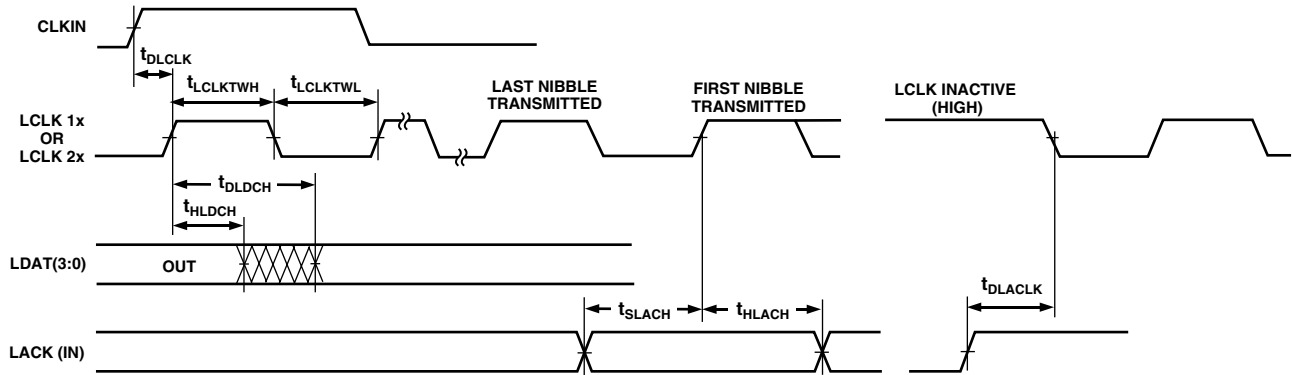 CLKIN
tDLCLK
tLCLKTWH
tLCLKTWL
LAST NIBBLE
TRANSMITTED
FIRST NIBBLE
TRANSMITTED
LCLK INACTIVE
(HIGH)
LCLK 1x
OR
LCLK 2x
tDLDCH
tHLDCH
LDAT(3:0)
OUT
tDLACLK
tSLACH
tHLACH
LACK (IN)